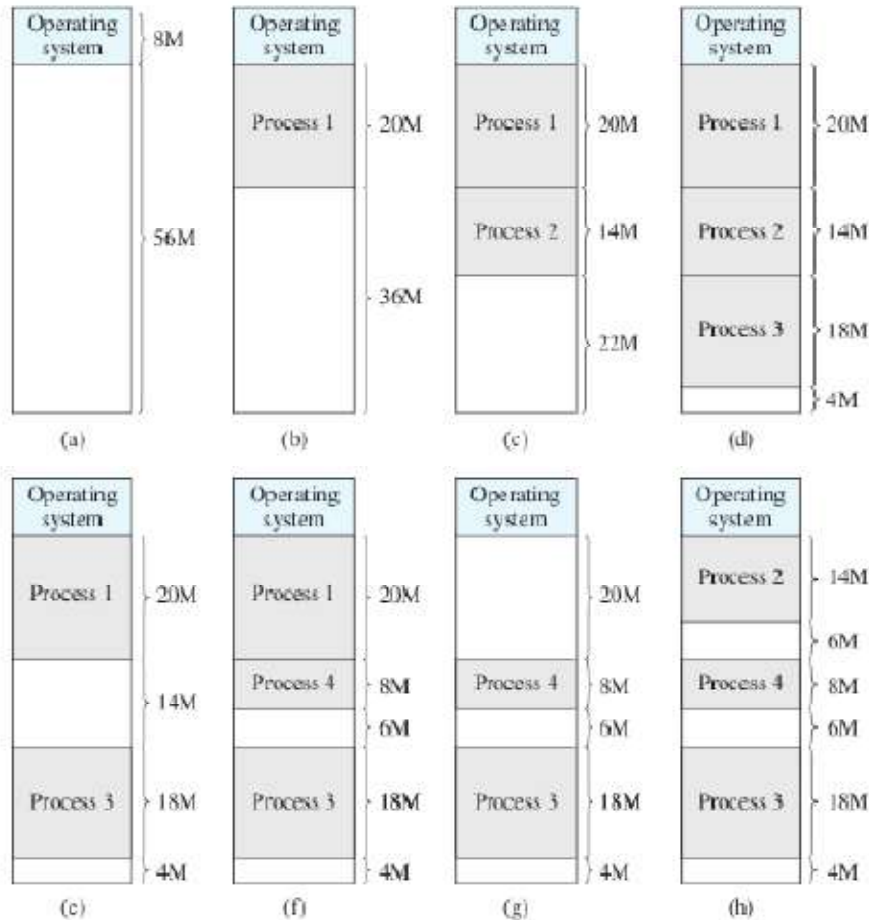 Operating
system
8M
56M
(a)
Operating
system
Process 1
20M
36M
(b)
Operating
system
Process 1
20M
Process 2
14M
22M
(c)
Operating
system
Process 1
20M
Process 2
14M
Process 3
18M
4M
(d)
Operating
system
Process 1
20M
14M
Process 3
18M
4M
(e)
Operating
system
Process 1
20M
Process 4
8M
6M
Process 3
18M
4M
(f)
Operating
system
20M
Process 4
8M
6M
Process 3
18M
4M
(g)
Operating
system
Process 2
14M
6M
Process 4
8M
6M
Process 3
18M
4M
(h)